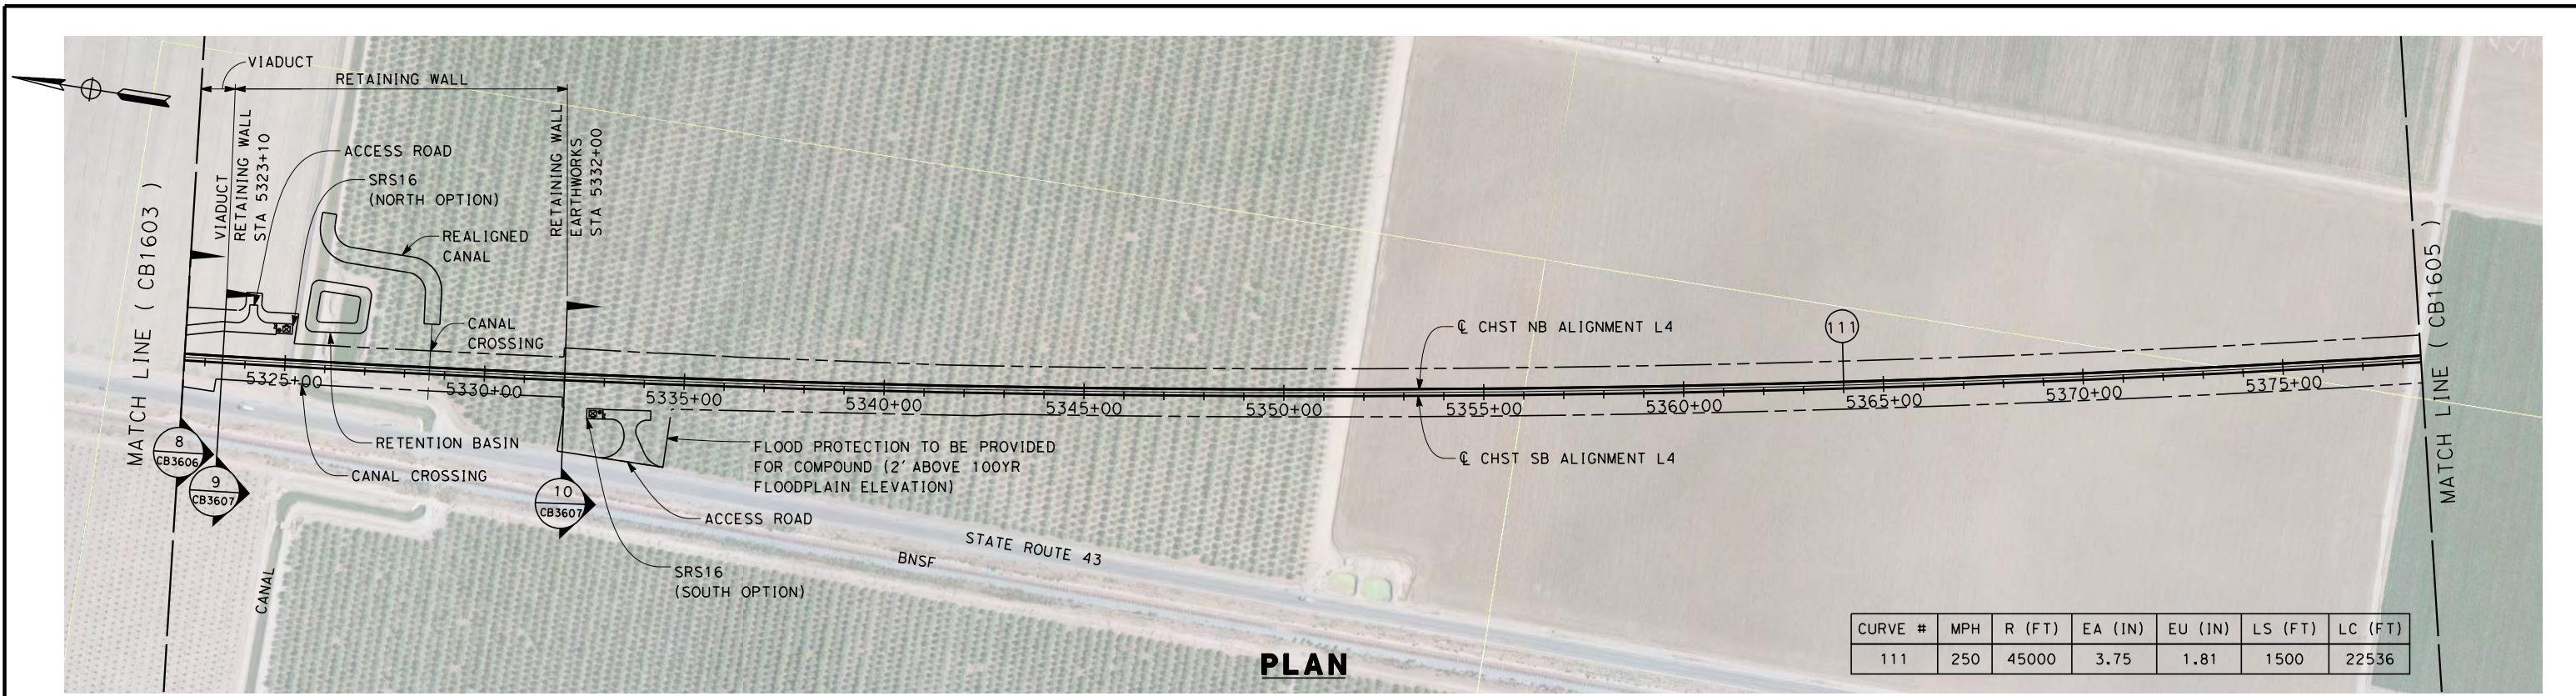 VIADUCT
RETAINING WALL
VIADUCT
RETAINING WALL
STA 5323+10
RETAINING WALL
EARTHWORKS
STA 5332+00
ACCESS ROAD
SRS16
(NORTH OPTION)
REALIGNED
CANAL
CANAL
CROSSING
MATCH LINE ( CB1603 )
MATCH LINE ( CB1605 )
℄ CHST NB ALIGNMENT L4
111
5325+00
5330+00
5335+00
5340+00
5345+00
5350+00
5355+00
5360+00
5365+00
5370+00
5375+00
8
CB3606
9
CB3607
10
CB3607
RETENTION BASIN
CANAL CROSSING
FLOOD PROTECTION TO BE PROVIDED
FOR COMPOUND (2' ABOVE 100YR
FLOODPLAIN ELEVATION)
℄ CHST SB ALIGNMENT L4
ACCESS ROAD
STATE ROUTE 43
BNSF
SRS16
(SOUTH OPTION)
CANAL
CURVE # MPH R (FT) EA (IN) EU (IN) LS (FT) LC (FT)
111 250 45000 3.75 1.81 1500 22536
PLAN